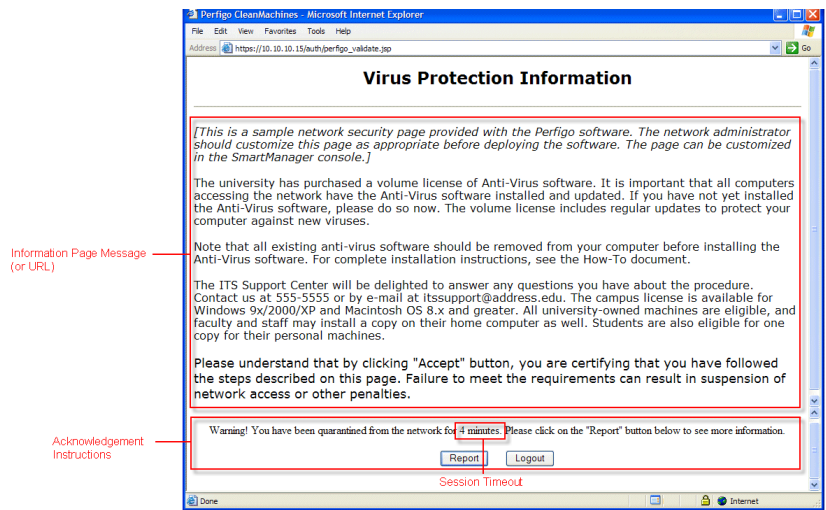 Perfigo CleanMachines - Microsoft Internet Explorer
File Edit View Favorites Tools Help
Address https://10.10.10.15/auth/perfigo_validate.jsp Go
Virus Protection Information
[This is a sample network security page provided with the Perfigo software. The network administrator
should customize this page as appropriate before deploying the software. The page can be customized
in the SmartManager console.]
The university has purchased a volume license of Anti-Virus software. It is important that all computers
accessing the network have the Anti-Virus software installed and updated. If you have not yet installed
the Anti-Virus software, please do so now. The volume license includes regular updates to protect your
computer against new viruses.
Note that all existing anti-virus software should be removed from your computer before installing the
Anti-Virus software. For complete installation instructions, see the How-To document.
Information Page Message
(or URL)
The ITS Support Center will be delighted to answer any questions you have about the procedure.
Contact us at 555-5555 or by e-mail at itssupport@address.edu. The campus license is available for
Windows 9x/2000/XP and Macintosh OS 8.x and greater. All university-owned machines are eligible, and
faculty and staff may install a copy on their home computer as well. Students are also eligible for one
copy for their personal machines.
Please understand that by clicking "Accept" button, you are certifying that you have followed
the steps described on this page. Failure to meet the requirements can result in suspension of
network access or other penalties.
Warning! You have been quarantined from the network for 4 minutes. Please click on the "Report" button below to see more information.
Acknowledgement
Instructions
Report Logout
Session Timeout
Done Internet